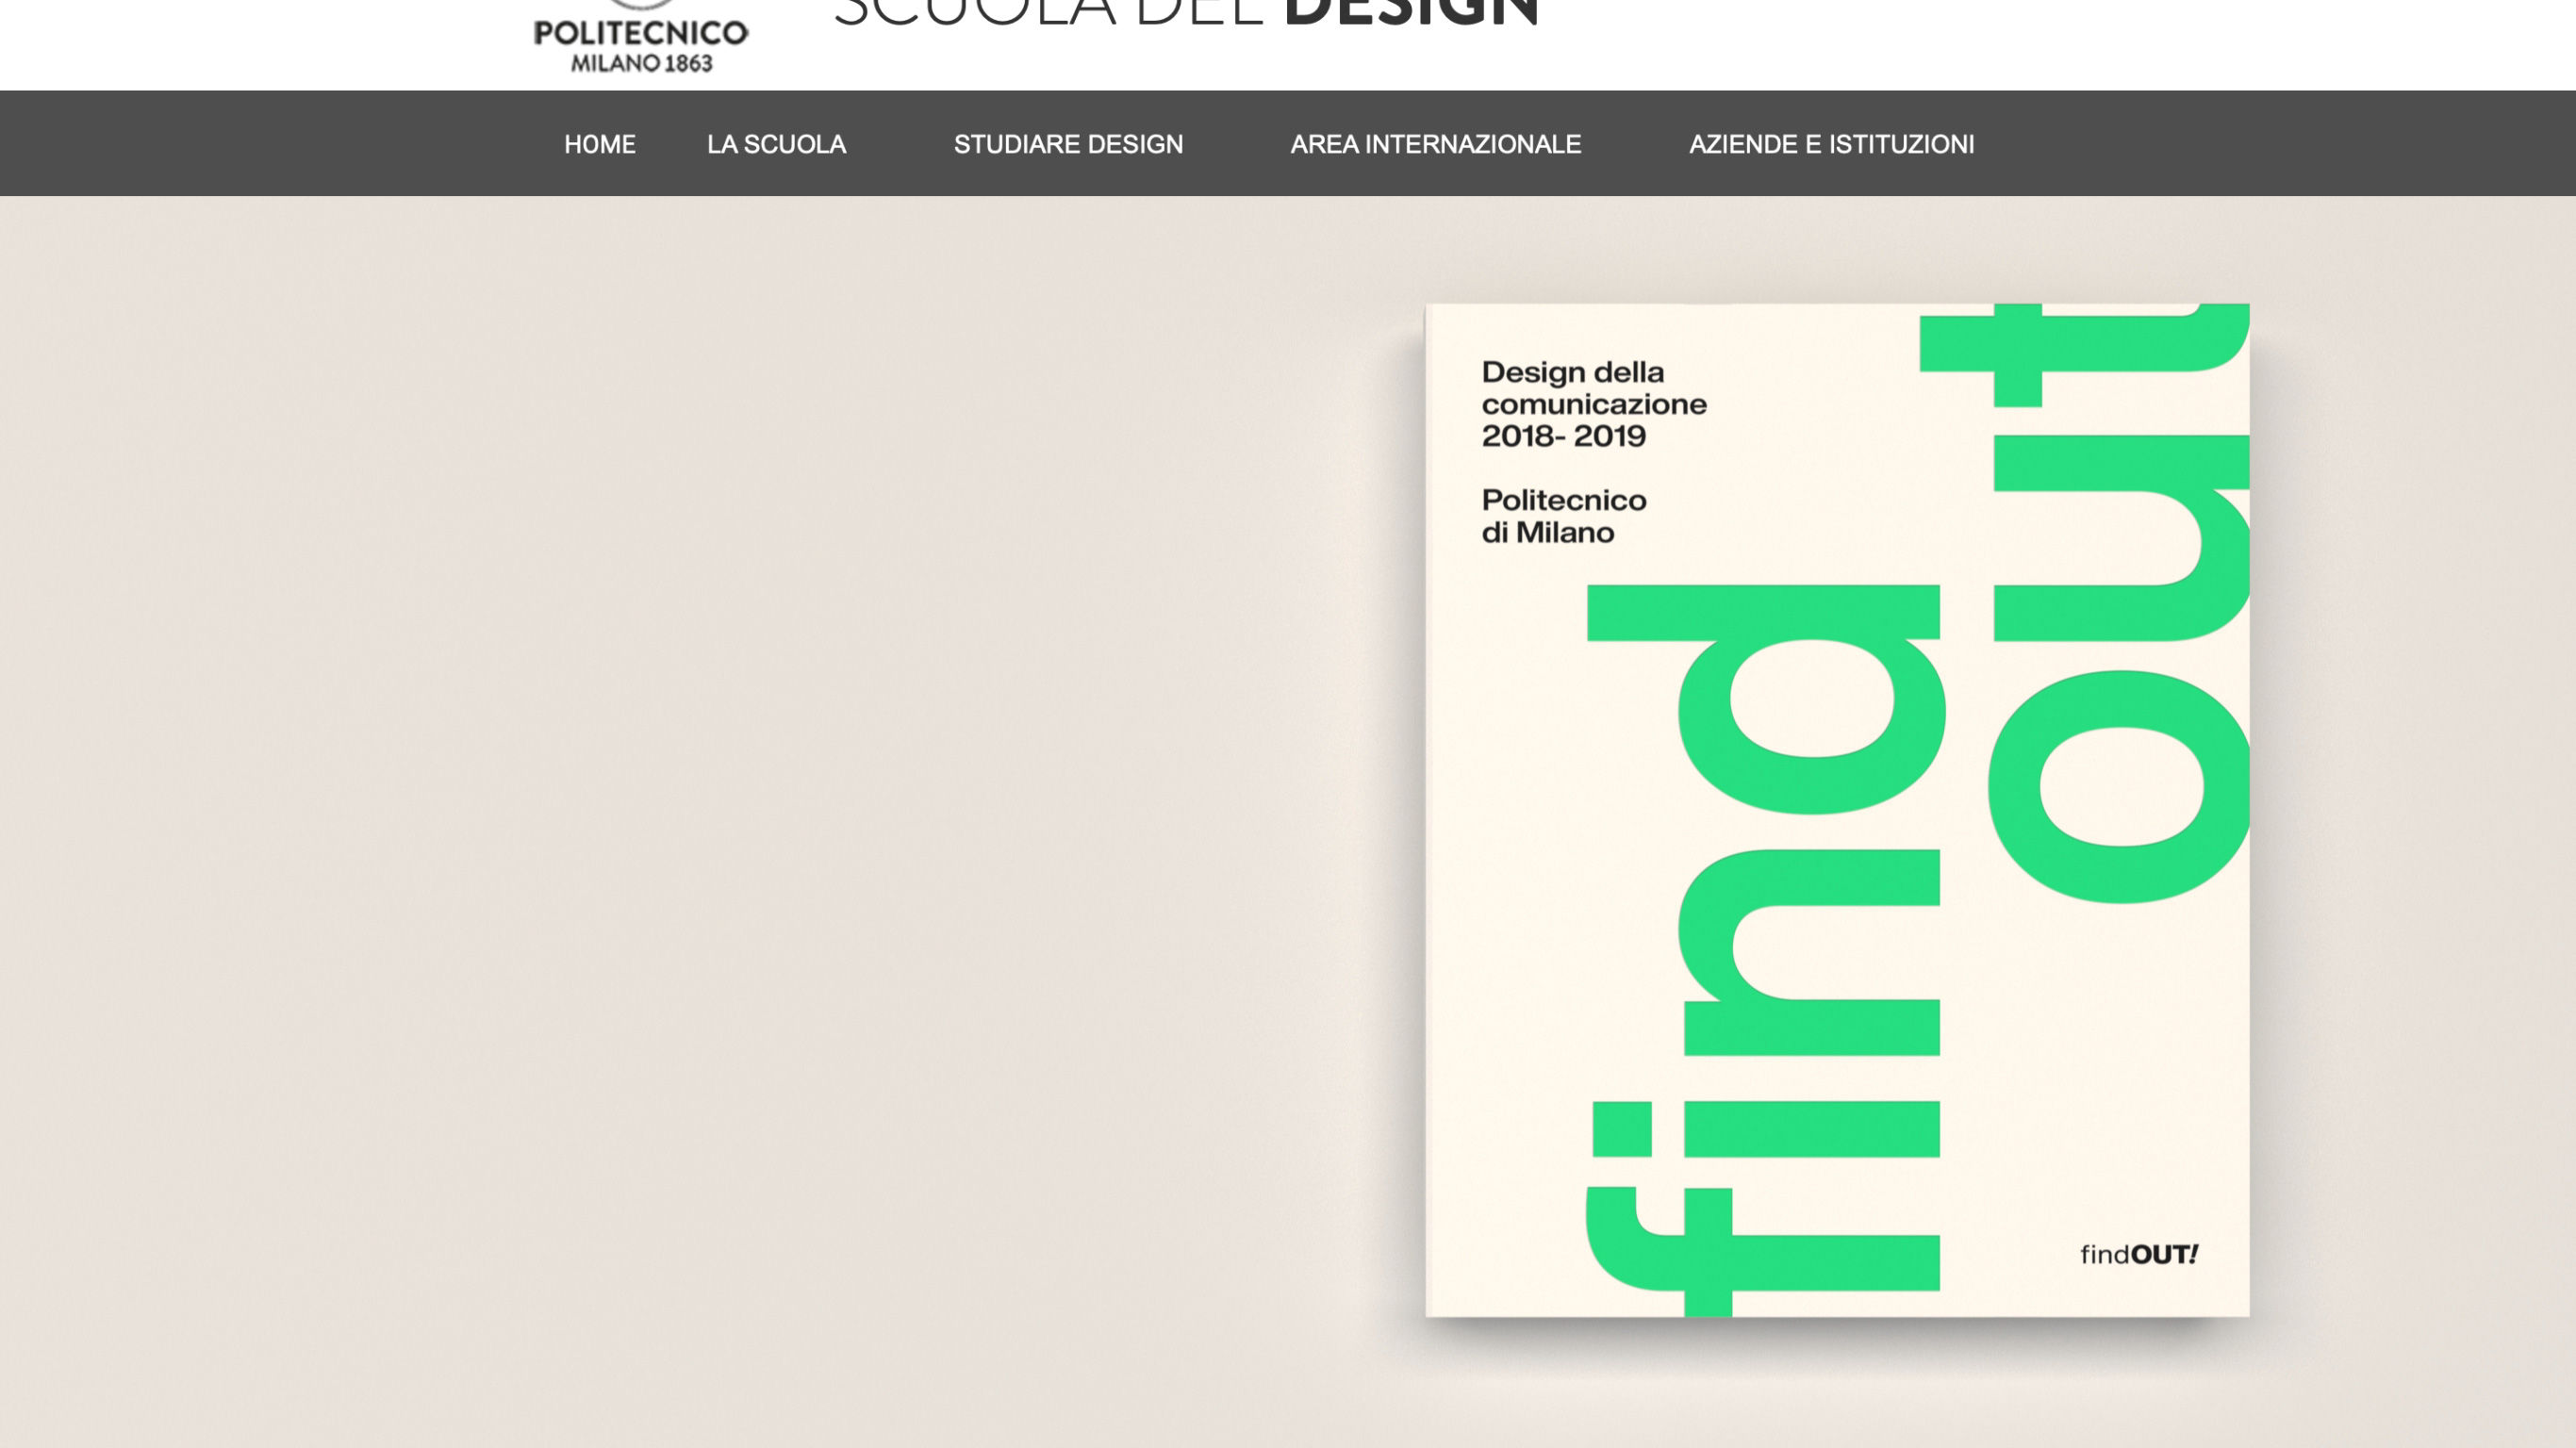 SCUOLA DEL DESIGN
POLITECNICO
MILANO 1863
HOME
LA SCUOLA
STUDIARE DESIGN
AREA INTERNAZIONALE
AZIENDE E ISTITUZIONI
Design della
comunicazione
2018- 2019
Politecnico
di Milano
find
out
findOUT!